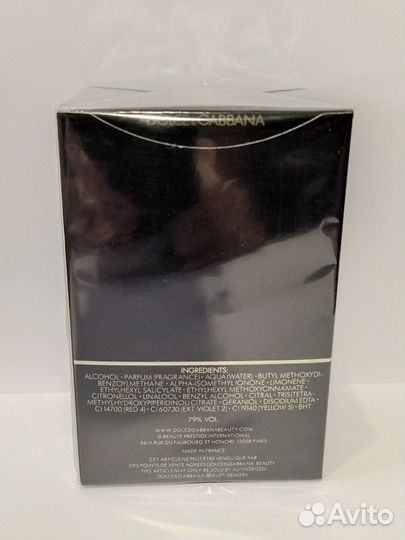 DOLCE & GABBANA
INGREDIENTS:
ALCOHOL • PARFUM (FRAGRANCE) • AQUA (WATER) • BUTYL METHOXYDI-
BENZOYLMETHANE • ALPHA-ISOMETHYL IONONE • LIMONENE •
ETHYLHEXYL SALICYLATE • ETHYLHEXYL METHOXYCINNAMATE •
CITRONELLOL • LINALOOL • BENZYL ALCOHOL • CITRAL • TRIS(TETRA-
METHYLHYDROXYPIPERIDINOL) CITRATE • GERANIOL • DISODIUM EDTA •
CI 14700 (RED 4) • CI 60730 (EXT. VIOLET 2) • CI 19140 (YELLOW 5) • BHT
79% VOL.
WWW.DOLCEGABBANABEAUTY.COM
© BEAUTE PRESTIGE INTERNATIONAL
56/A RUE DU FAUBOURG ST HONORE 75008 PARIS
MADE IN FRANCE
CET ARTICLE NE PEUT ÊTRE VENDU QUE PAR
DES POINTS DE VENTE AGRÉES DOLCE&GABBANA BEAUTY
THIS ARTICLE MAY ONLY BE SOLD BY AUTHORIZED
DOLCE&GABBANA BEAUTY DEALERS
Avito